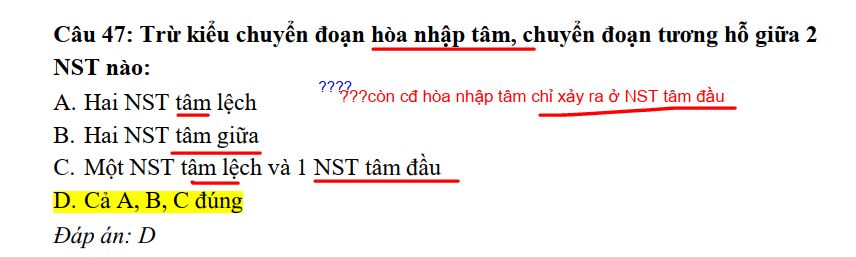 Câu 47: Trừ kiểu chuyển đoạn hòa nhập tâm, chuyển đoạn tương hỗ giữa 2
NST nào:
????
???còn cđ hòa nhập tâm chỉ xảy ra ở NST tâm đầu
A. Hai NST tâm lệch
B. Hai NST tâm giữa
C. Một NST tâm lệch và 1 NST tâm đầu
D. Cả A, B, C đúng
Đáp án: D